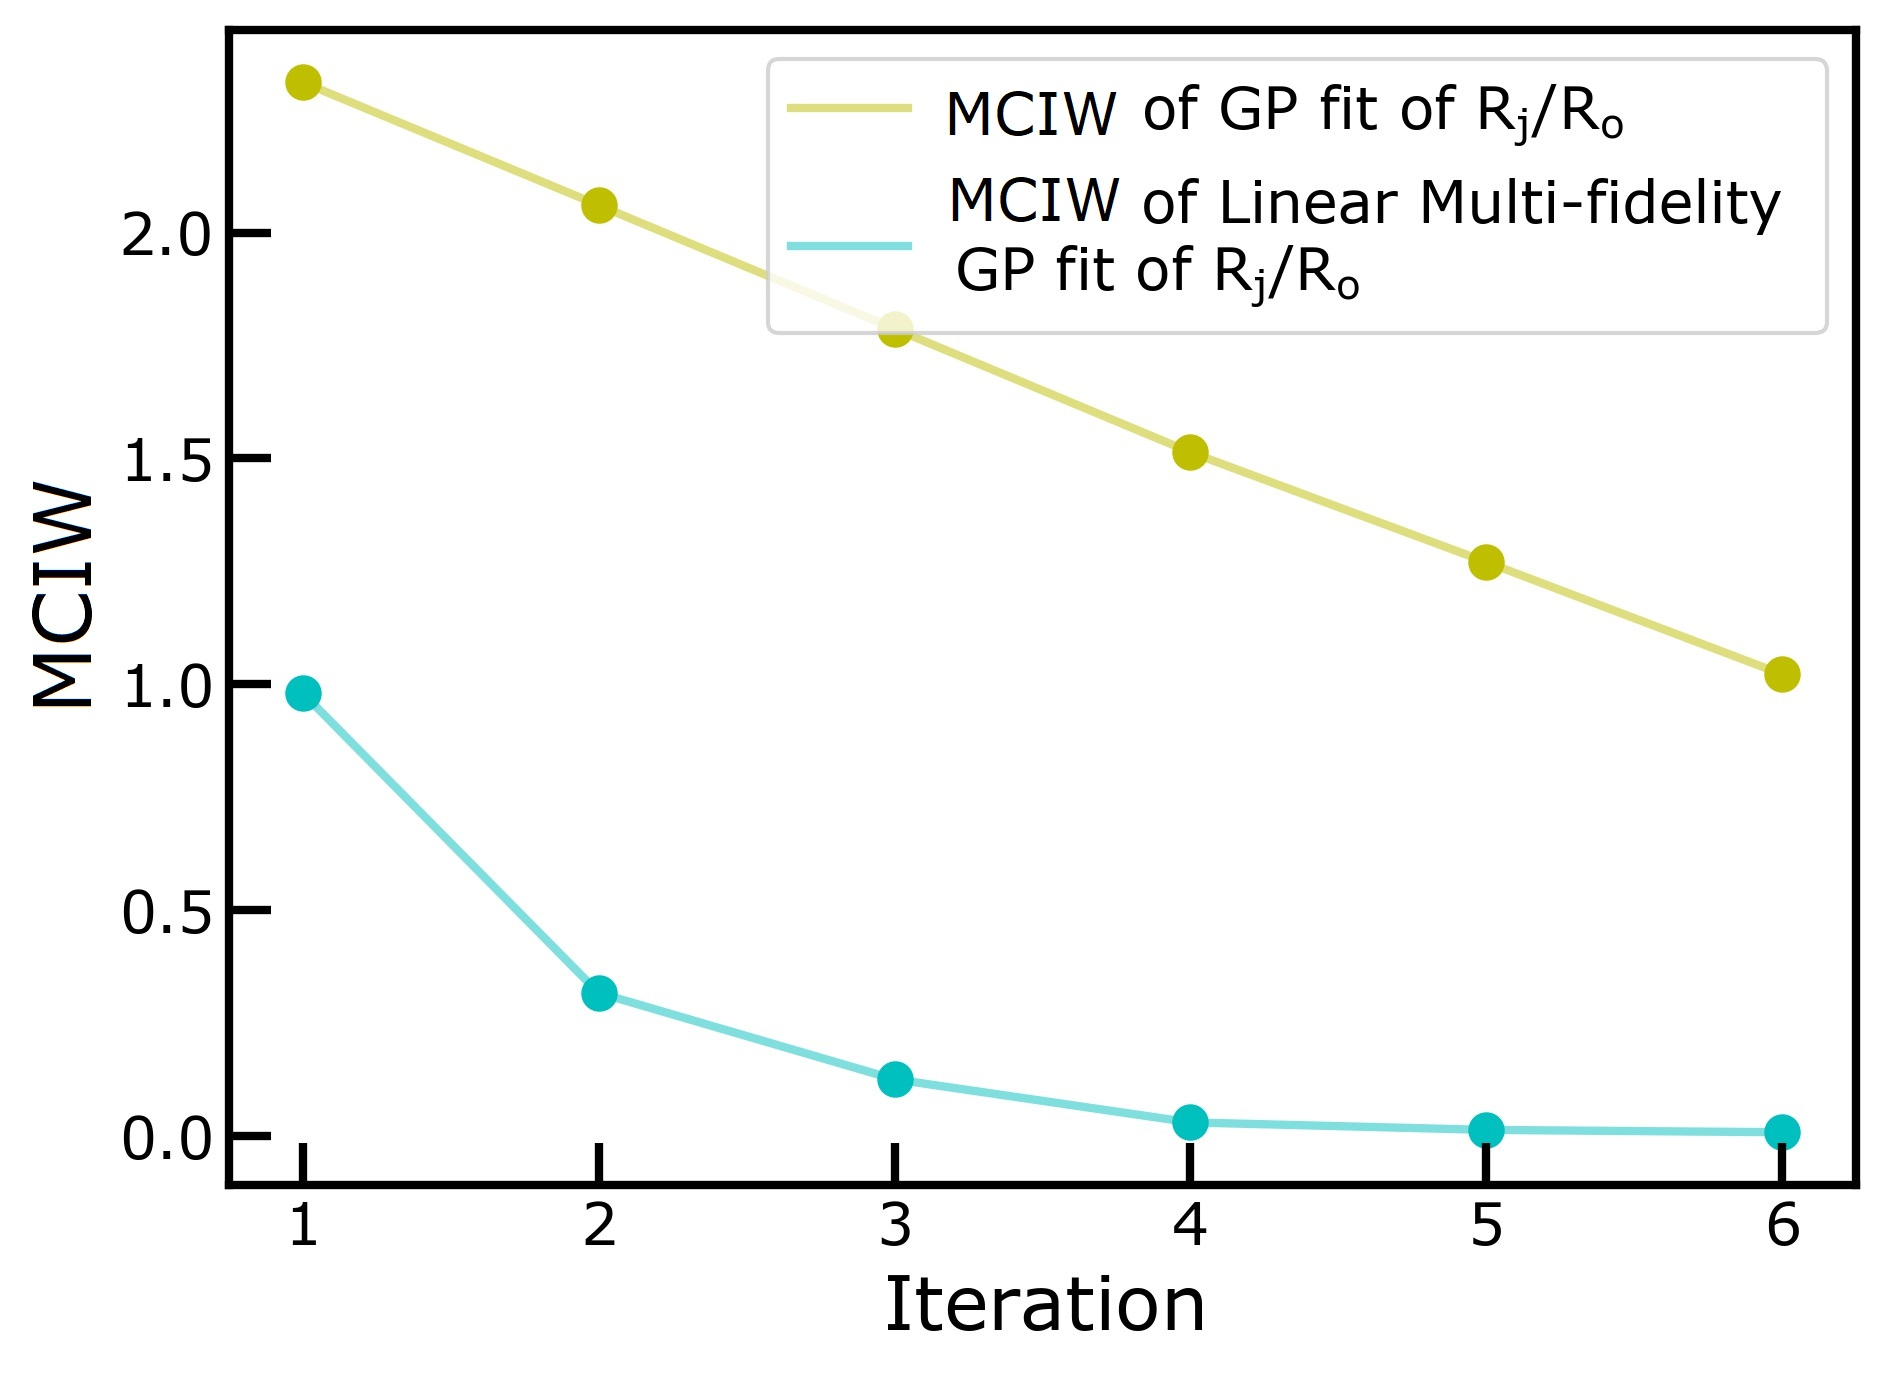 MCIW of GP fit of Rj/Ro
MCIW of Linear Multi-fidelity
GP fit of Rj/Ro
2.0
1.5
1.0
0.5
0.0
MCIW
1 2 3 4 5 6
Iteration